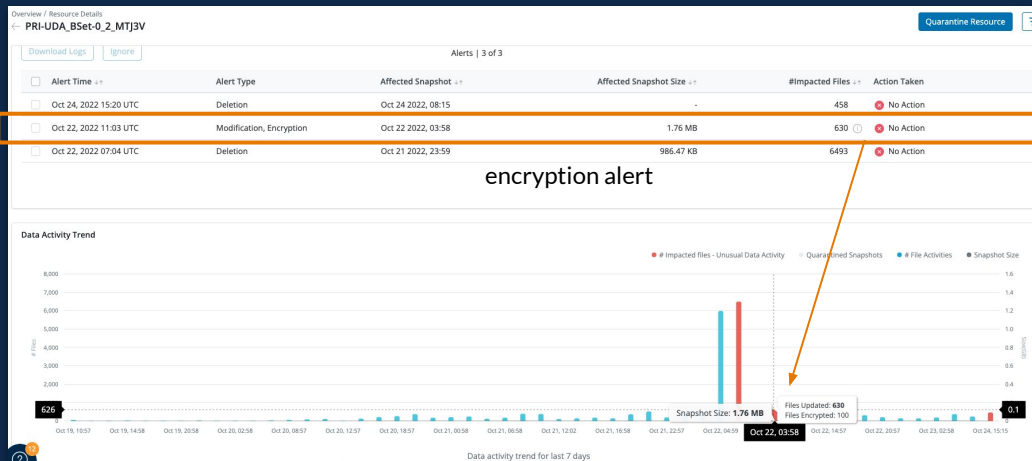 Overview / Resource Details
← PRI-UDA_BSet-0_2_MTJ3V
Quarantine Resource
Download Logs Ignore Alerts | 3 of 3
Alert Time Alert Type Affected Snapshot Affected Snapshot Size #Impacted Files Action Taken
Oct 24, 2022 15:20 UTC Deletion Oct 24 2022, 08:15 - 458 No Action
Oct 22, 2022 11:03 UTC Modification, Encryption Oct 22 2022, 03:58 1.76 MB 630 No Action
Oct 22, 2022 07:04 UTC Deletion Oct 21 2022, 23:59 986.47 KB 6493 No Action
encryption alert
Data Activity Trend
# Impacted files - Unusual Data Activity Quarantined Snapshots # File Activities Snapshot Size
8,000 1.6
7,000 1.4
6,000 1.2
5,000 1.0
4,000 0.8
3,000 0.6
2,000 0.4
# Files
Size(GB)
626 0.1
0
Snapshot Size: 1.76 MB
Files Updated: 630
Files Encrypted: 100
Oct 19, 10:57 Oct 19, 14:58 Oct 19, 20:58 Oct 20, 02:58 Oct 20, 08:57 Oct 20, 12:57 Oct 20, 18:57 Oct 21, 00:58 Oct 21, 06:58 Oct 21, 12:02 Oct 21, 16:58 Oct 21, 22:57 Oct 22, 04:59 Oct 22, 03:58 Oct 22, 14:57 Oct 22, 20:57 Oct 23, 02:58 Oct 24, 15:15
12
?
Data activity trend for last 7 days